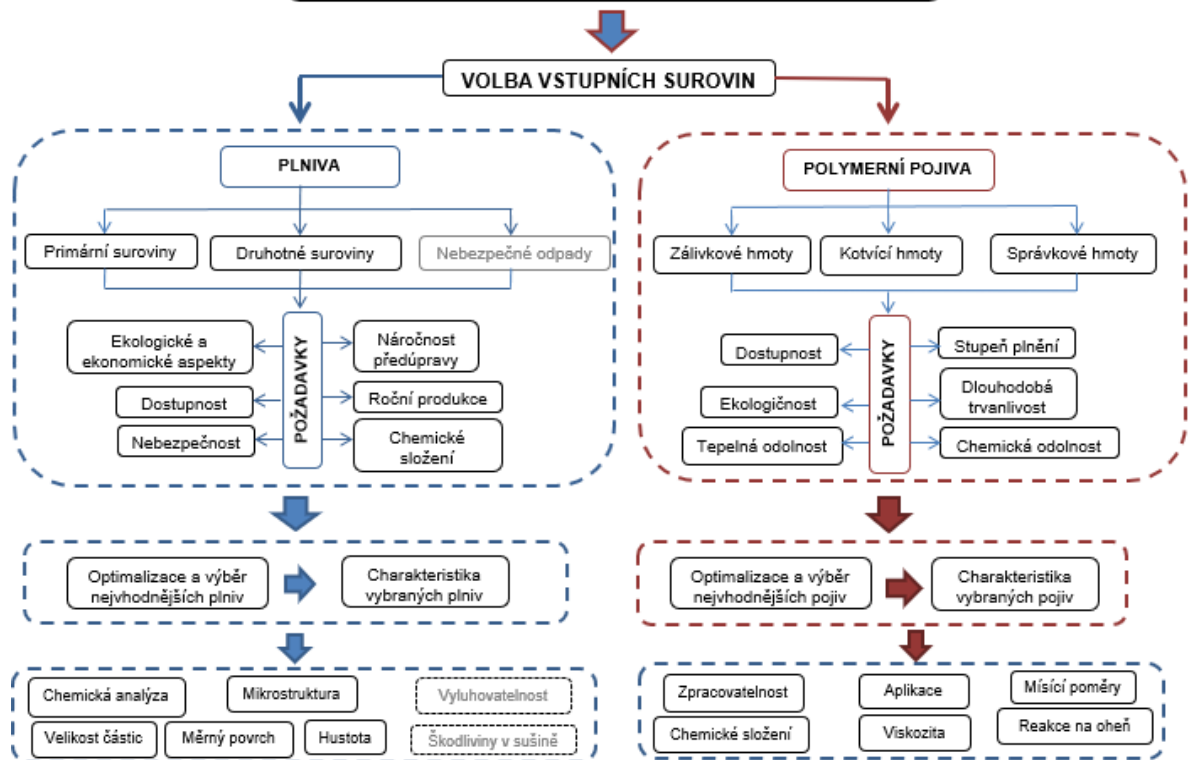 VOLBA VSTUPNÍCH SUROVIN
PLNIVA
Primární suroviny
Druhotné suroviny
Nebezpečné odpady
POŽADAVKY
Ekologické a
ekonomické aspekty
Náročnost
předúpravy
Dostupnost
Roční produkce
Nebezpečnost
Chemické
složení
POLYMERNÍ POJIVA
Zálivkové hmoty
Kotvící hmoty
Správkové hmoty
POŽADAVKY
Dostupnost
Stupeň plnění
Ekologičnost
Dlouhodobá
trvanlivost
Tepelná odolnost
Chemická odolnost
Optimalizace a výběr
nejvhodnějších plniv
Charakteristika
vybraných plniv
Optimalizace a výběr
nejvhodnějších pojiv
Charakteristika
vybraných pojiv
Chemická analýza
Mikrostruktura
Vyluhovatelnost
Velikost částic
Měrný povrch
Hustota
Škodliviny v sušině
Zpracovatelnost
Aplikace
Mísící poměry
Chemické složení
Viskozita
Reakce na oheň